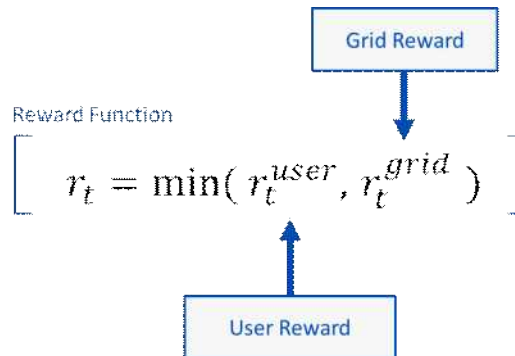 Grid Reward
Reward Function
r_t = min( r_t^{user}, r_t^{grid} )
User Reward